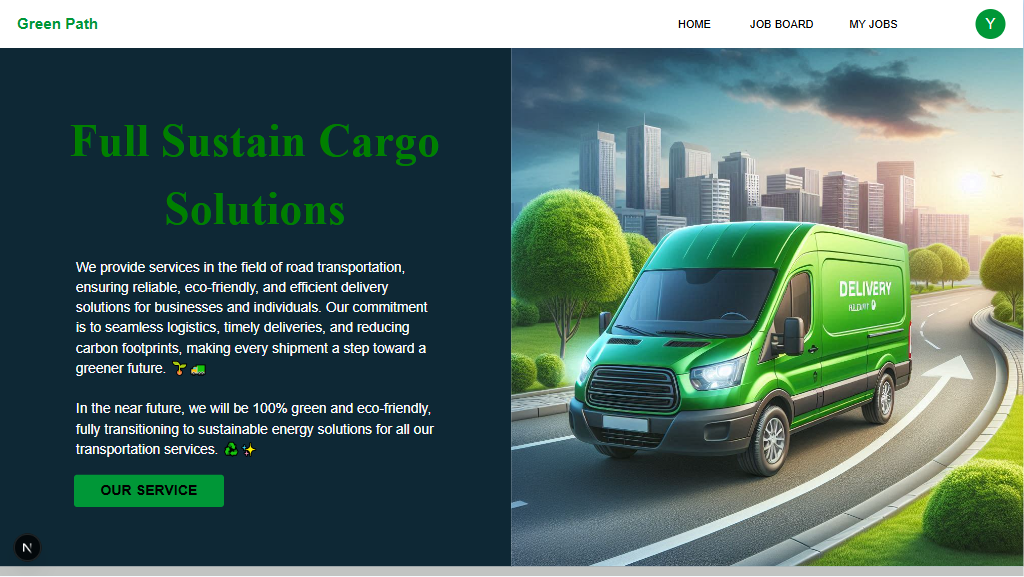 Green Path
HOME
JOB BOARD
MY JOBS
Y
Full Sustain Cargo
Solutions
We provide services in the field of road transportation,
ensuring reliable, eco-friendly, and efficient delivery
solutions for businesses and individuals. Our commitment
is to seamless logistics, timely deliveries, and reducing
carbon footprints, making every shipment a step toward a
greener future. 🌱 🚛
In the near future, we will be 100% green and eco-friendly,
fully transitioning to sustainable energy solutions for all our
transportation services. ♻️ ✨
OUR SERVICE
N
DELIVERY